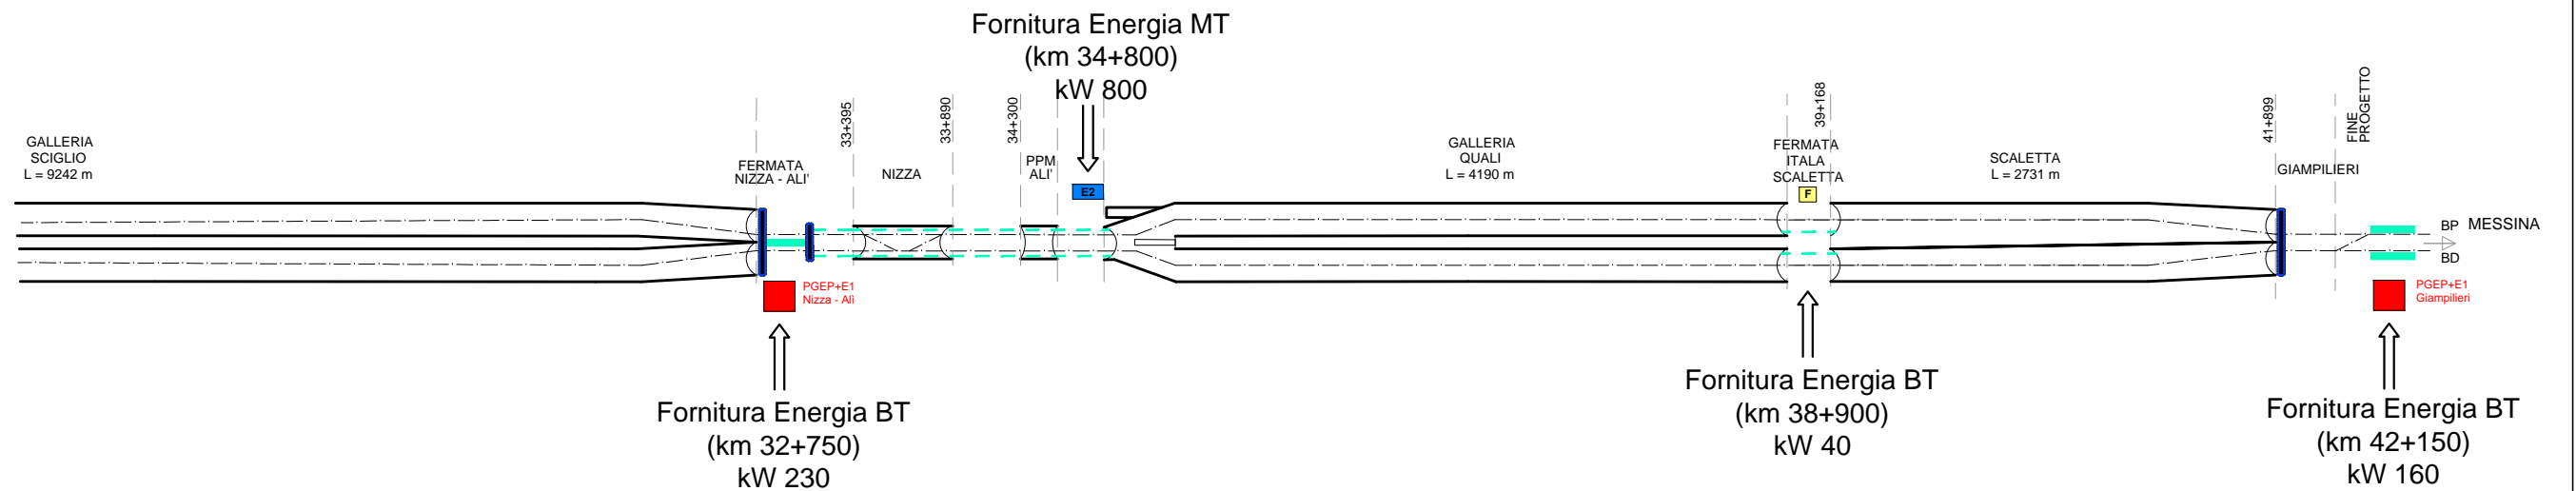 Fornitura Energia MT
(km 34+800)
kW 800
GALLERIA
SCIGLIO
L = 9242 m
FERMATA
NIZZA - ALI'
33+395
NIZZA
33+890
34+300
PPM
ALI'
E2
GALLERIA
QUALI
L = 4190 m
FERMATA
ITALA
SCALETTA
F
39+168
SCALETTA
L = 2731 m
41+899
GIAMPILIERI
FINE
PROGETTO
BP
MESSINA
BD
PGEP+E1
Nizza - Alì
PGEP+E1
Giampilieri
Fornitura Energia BT
(km 32+750)
kW 230
Fornitura Energia BT
(km 38+900)
kW 40
Fornitura Energia BT
(km 42+150)
kW 160